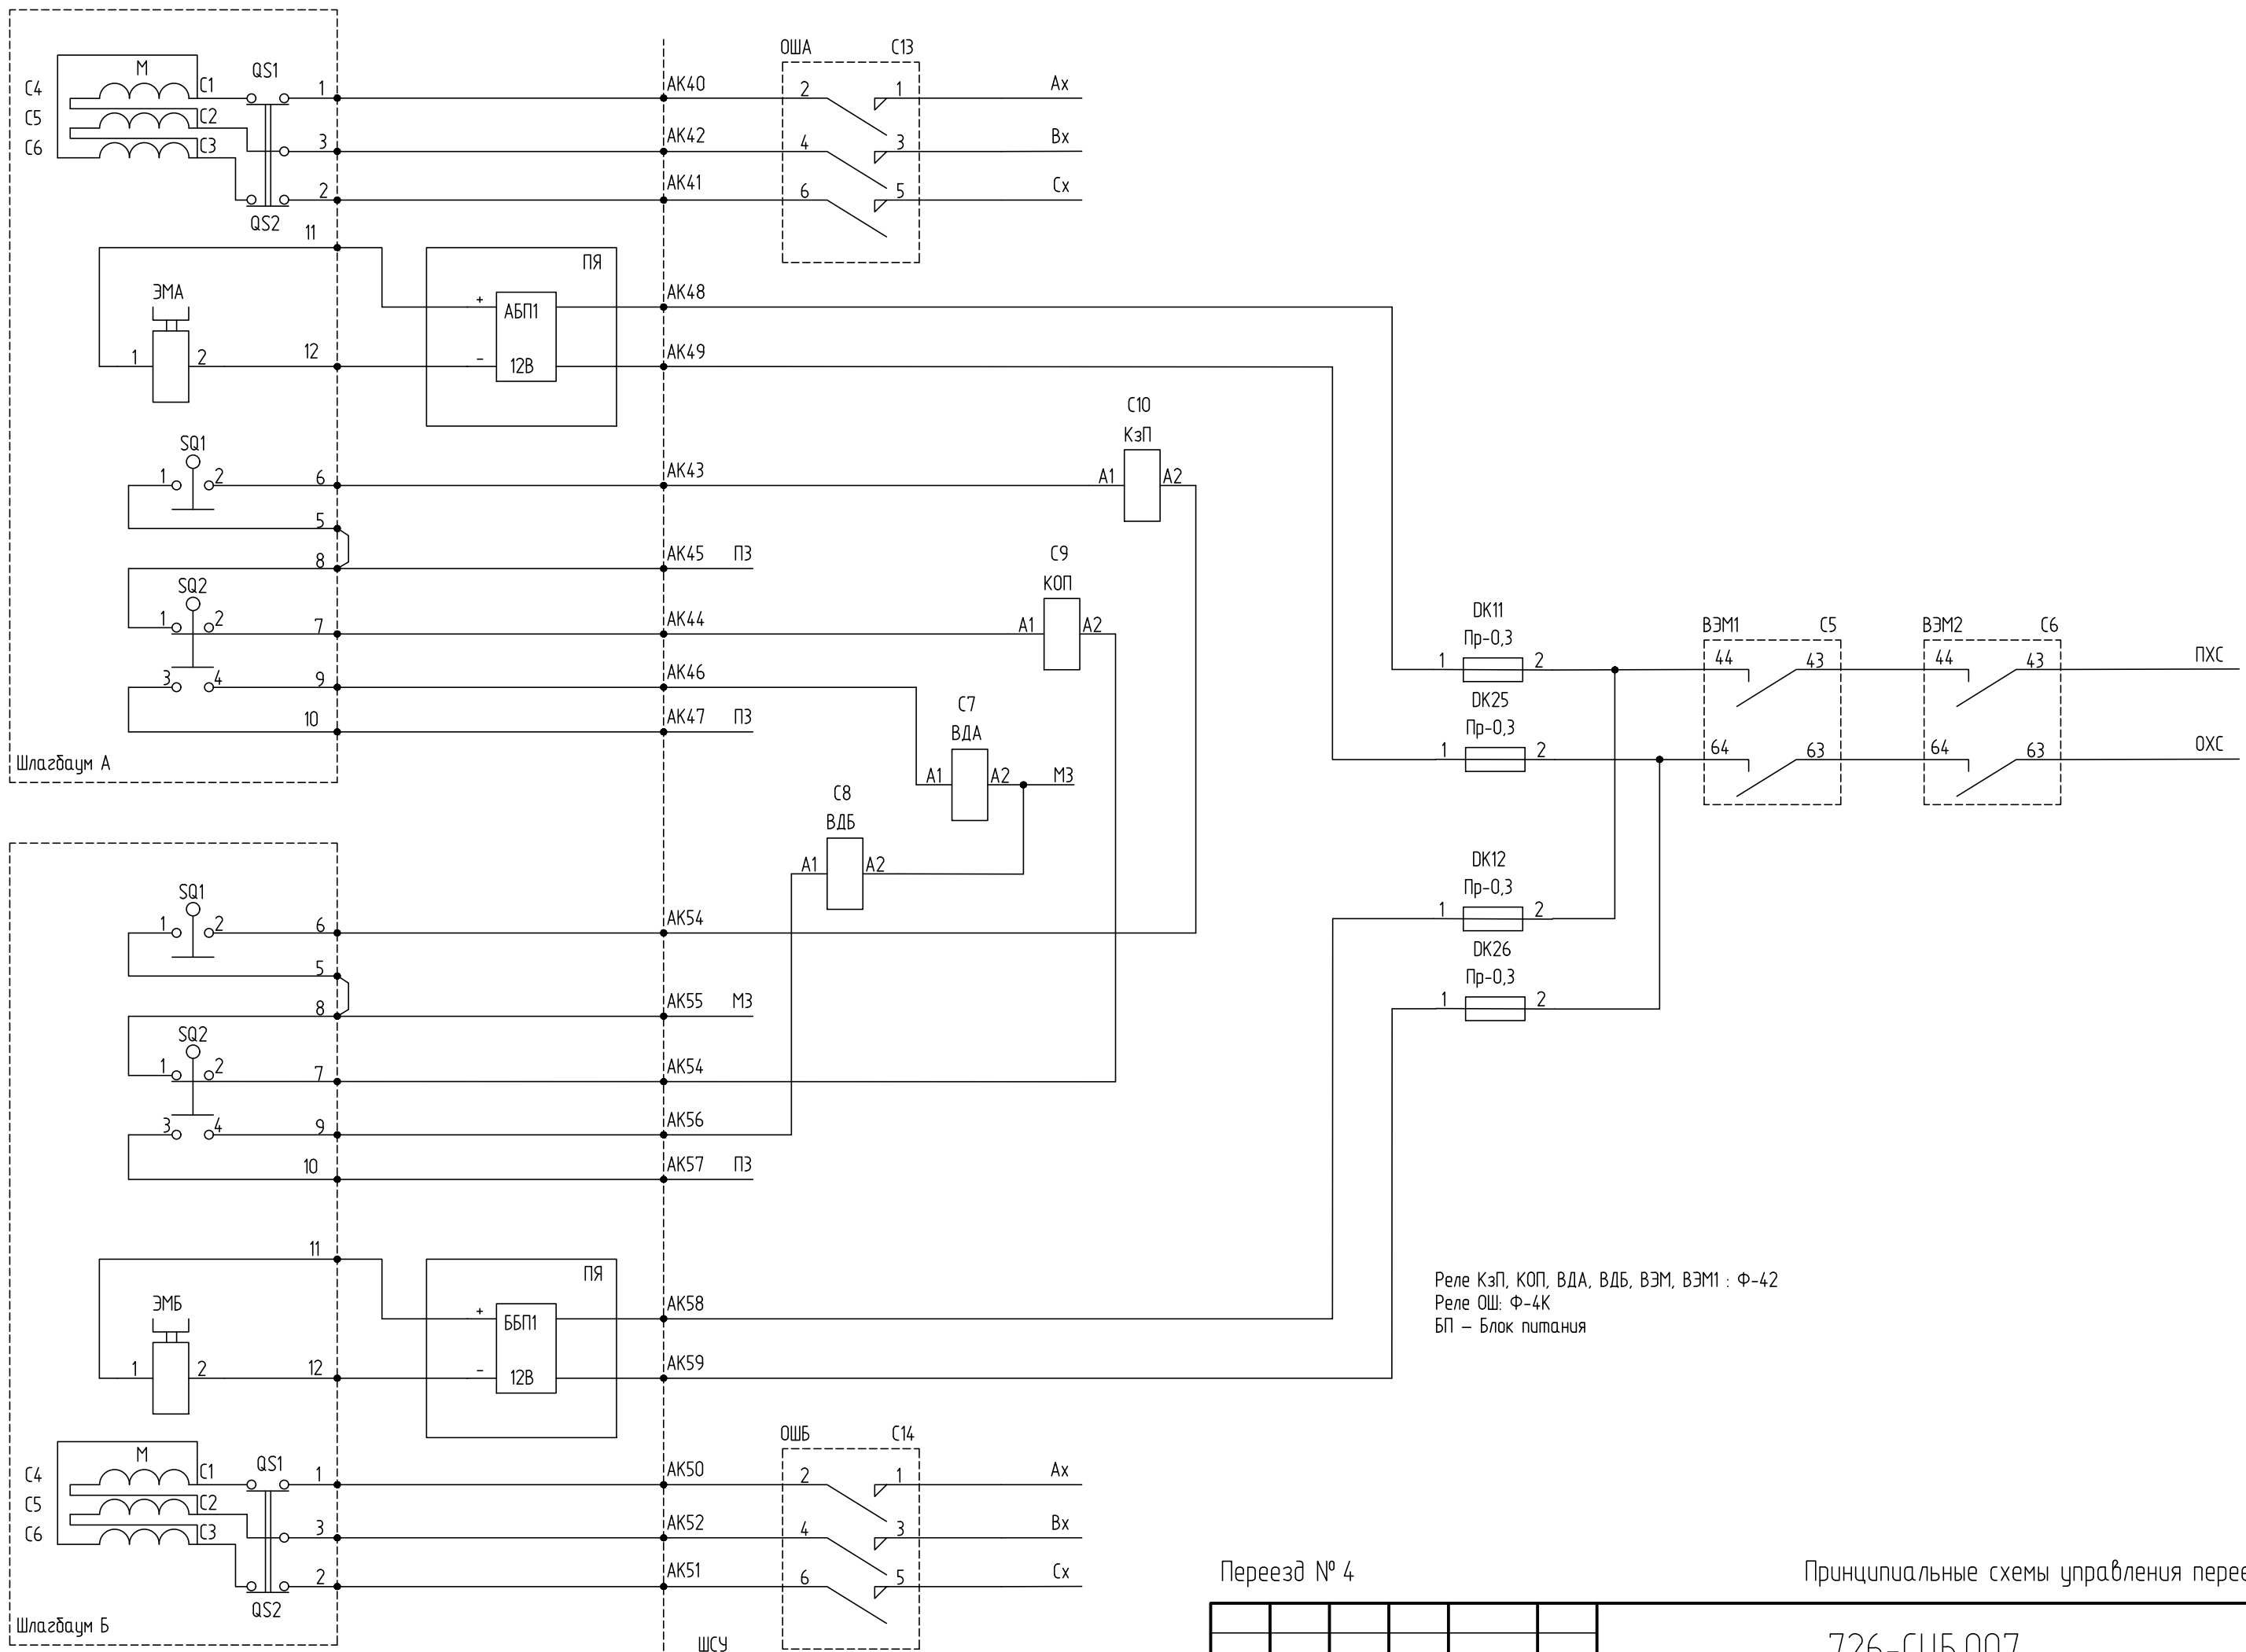 ОША С13
М QS1
С4 С1 1 АК40 2 1 Ах
С5 С2 3 АК42 4 3 Вх
С6 С3 2 АК41 6 5 Сх
QS2
11
ПЯ
ЭМА + АБП1 АК48
1 2 12 - 12В АК49
С10
КзП
SQ1
1 2 6 АК43 А1 А2
5
8 АК45 ПЗ
С9
КОП
SQ2
1 2 7 АК44 А1 А2
3 4 9 АК46
10 АК47 ПЗ
С7
ВДА
А1 А2 МЗ
Шлагбаум А
С8
ВДБ
А1 А2
DK11
Пр-0,3
1 2
DK25
Пр-0,3
1 2
ВЭМ1 С5 ВЭМ2 С6
44 43 44 43 ПХС
64 63 64 63 ОХС
DK12
Пр-0,3
1 2
DK26
Пр-0,3
1 2
SQ1
1 2 6 АК54
5
8 АК55 МЗ
SQ2
1 2 7 АК54
3 4 9 АК56
10 АК57 ПЗ
11
ПЯ
ЭМБ + ББП1 АК58
1 2 12 - 12В АК59
Реле КзП, КОП, ВДА, ВДБ, ВЭМ, ВЭМ1 : Ф-42
Реле ОШ: Ф-4К
БП – Блок питания
ОШБ С14
М QS1
С4 С1 1 АК50 2 1 Ах
С5 С2 3 АК52 4 3 Вх
С6 С3 2 АК51 6 5 Сх
QS2
Шлагбаум Б
ШСУ
Переезд № 4
Принципиальные схемы управления перее
726-СЦБ.007